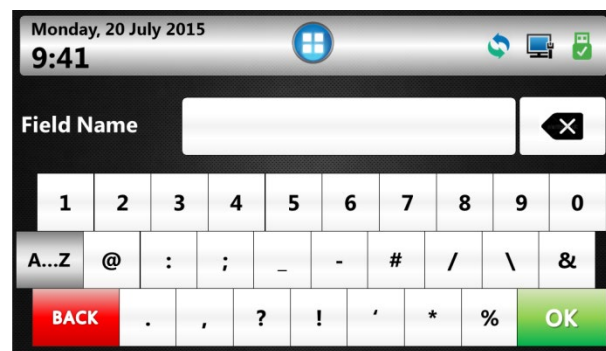 Monday, 20 July 2015
9:41
Field Name
1 2 3 4 5 6 7 8 9 0
A...Z @ : ; _ - # / \ &
BACK . , ? ! ‘ * % OK